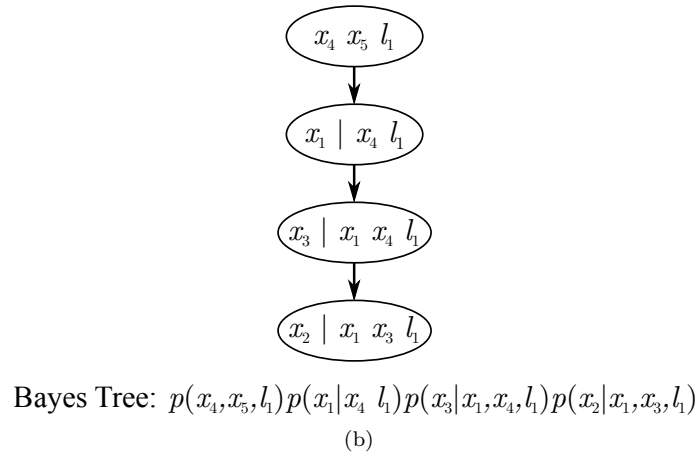 x₄ x₅ l₁
x₁ | x₄ l₁
x₃ | x₁ x₄ l₁
x₂ | x₁ x₃ l₁
Bayes Tree: p(x₄,x₅,l₁)p(x₁|x₄ l₁)p(x₃|x₁,x₄,l₁)p(x₂|x₁,x₃,l₁)
(b)